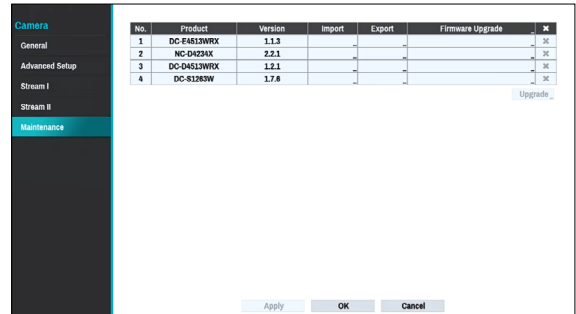 Camera
General
Advanced Setup
Stream I
Stream II
Maintenance
No. Product Version Import Export Firmware Upgrade
1 DC-E4513WRX 1.1.3
2 NC-D4234X 2.2.1
3 DC-D4513WRX 1.2.1
4 DC-S1263W 1.7.6
Upgrade
Apply OK Cancel